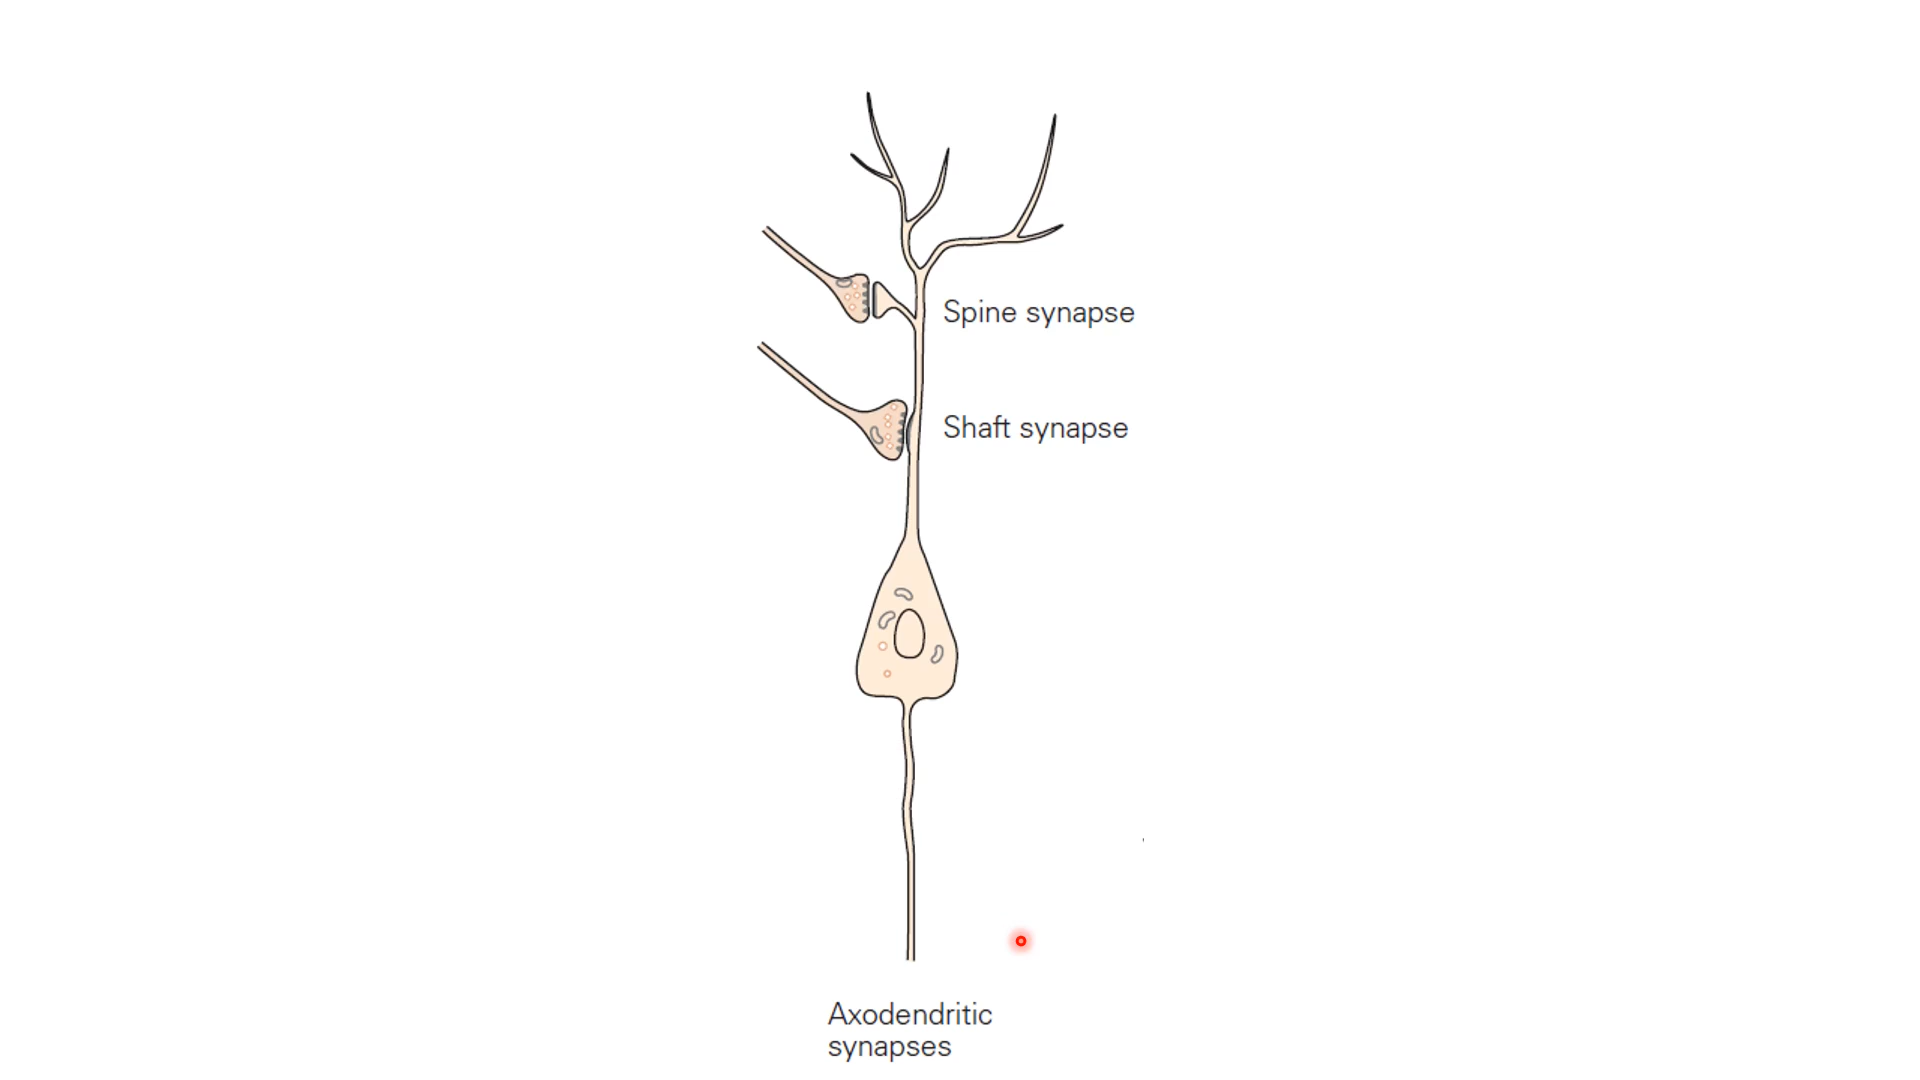 Spine synapse
Shaft synapse
Axodendritic
synapses